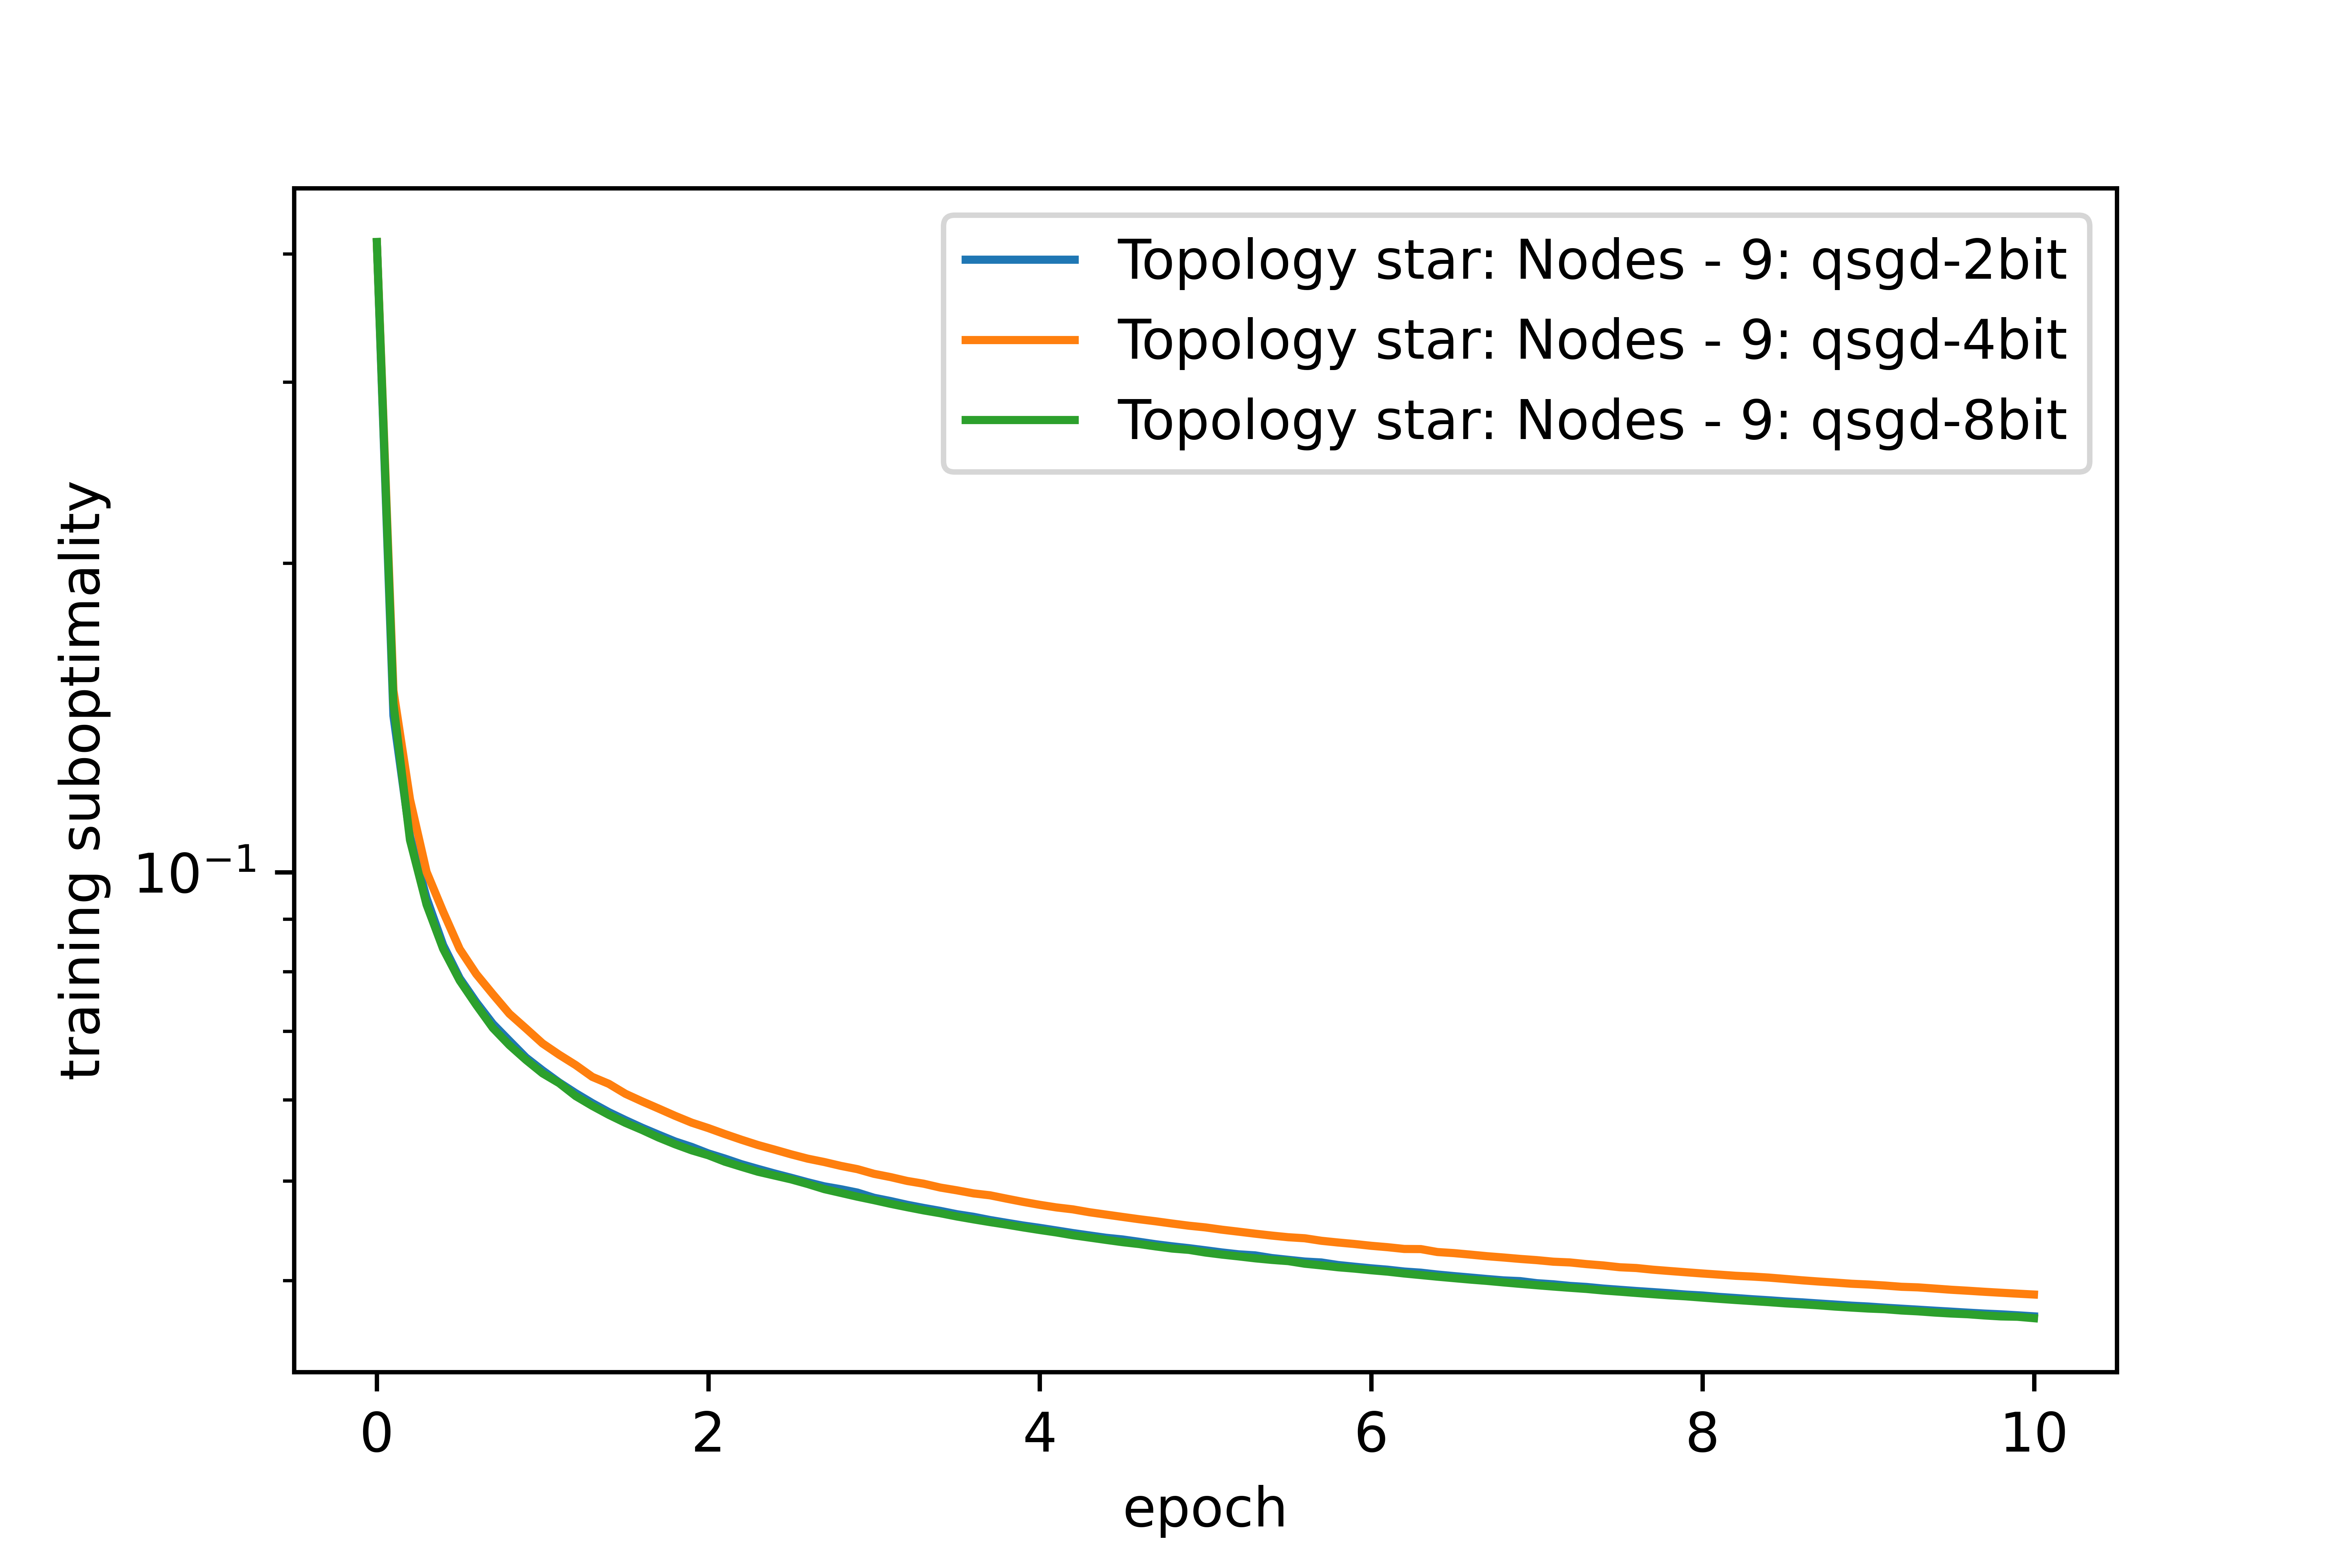 Topology star: Nodes - 9: qsgd-2bit
Topology star: Nodes - 9: qsgd-4bit
Topology star: Nodes - 9: qsgd-8bit
training suboptimality
10⁻¹
0 2 4 6 8 10
epoch